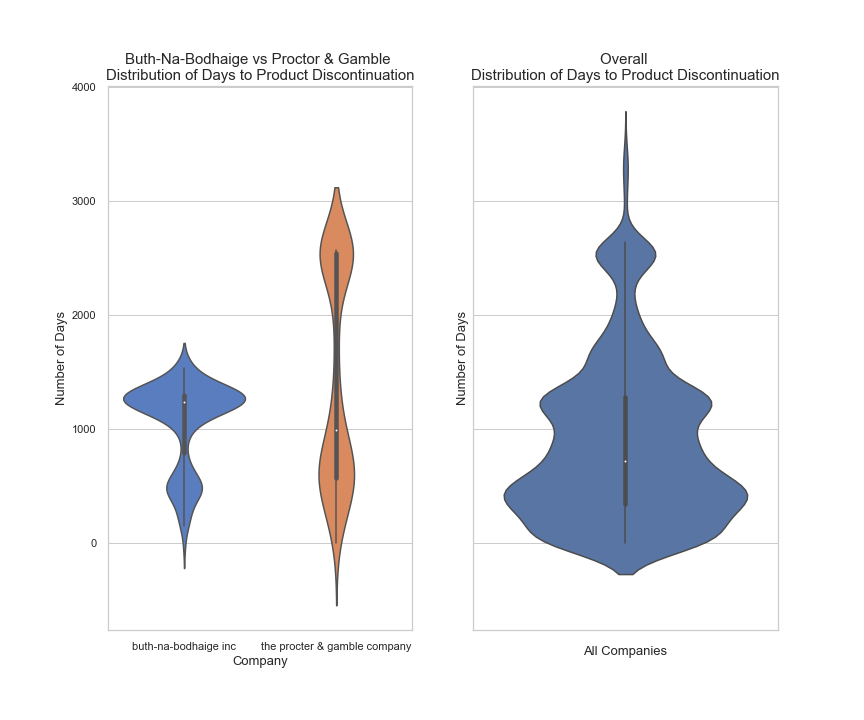 Buth-Na-Bodhaige vs Proctor & Gamble
Distribution of Days to Product Discontinuation
Overall
Distribution of Days to Product Discontinuation
4000
3000
2000
1000
0
Number of Days
Number of Days
buth-na-bodhaige inc
the procter & gamble company
Company
All Companies